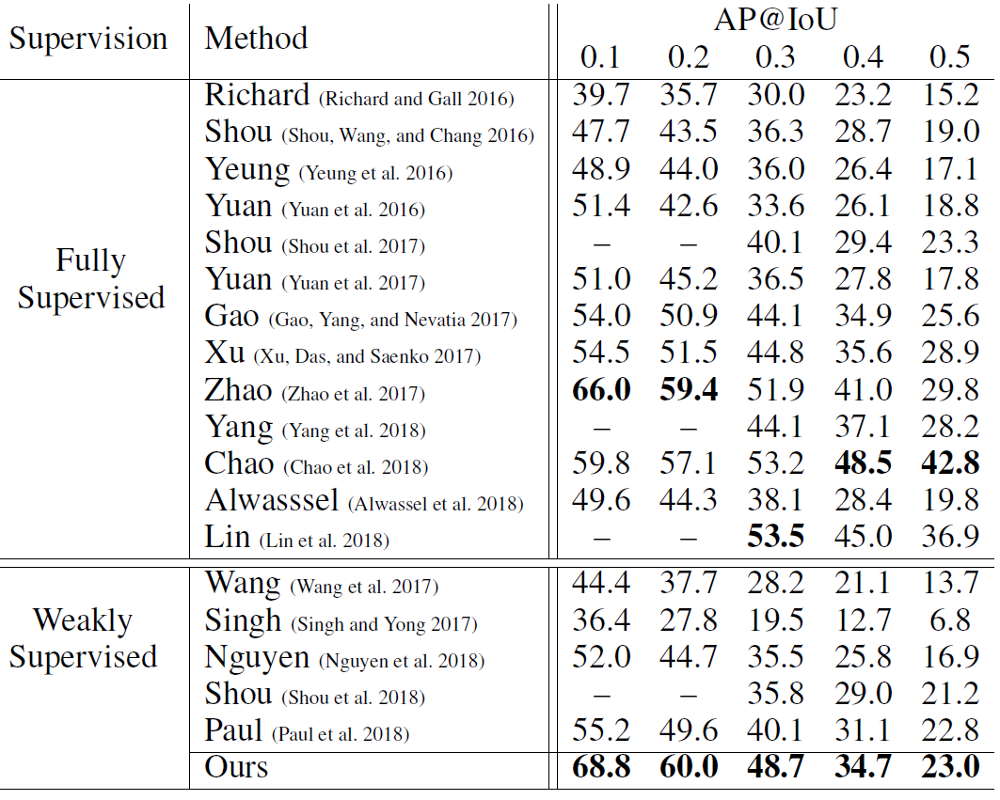 Supervision Method AP@IoU
0.1 0.2 0.3 0.4 0.5
Fully Supervised
Richard (Richard and Gall 2016) 39.7 35.7 30.0 23.2 15.2
Shou (Shou, Wang, and Chang 2016) 47.7 43.5 36.3 28.7 19.0
Yeung (Yeung et al. 2016) 48.9 44.0 36.0 26.4 17.1
Yuan (Yuan et al. 2016) 51.4 42.6 33.6 26.1 18.8
Shou (Shou et al. 2017) – – 40.1 29.4 23.3
Yuan (Yuan et al. 2017) 51.0 45.2 36.5 27.8 17.8
Gao (Gao, Yang, and Nevatia 2017) 54.0 50.9 44.1 34.9 25.6
Xu (Xu, Das, and Saenko 2017) 54.5 51.5 44.8 35.6 28.9
Zhao (Zhao et al. 2017) 66.0 59.4 51.9 41.0 29.8
Yang (Yang et al. 2018) – – 44.1 37.1 28.2
Chao (Chao et al. 2018) 59.8 57.1 53.2 48.5 42.8
Alwasssel (Alwassel et al. 2018) 49.6 44.3 38.1 28.4 19.8
Lin (Lin et al. 2018) – – 53.5 45.0 36.9
Weakly Supervised
Wang (Wang et al. 2017) 44.4 37.7 28.2 21.1 13.7
Singh (Singh and Yong 2017) 36.4 27.8 19.5 12.7 6.8
Nguyen (Nguyen et al. 2018) 52.0 44.7 35.5 25.8 16.9
Shou (Shou et al. 2018) – – 35.8 29.0 21.2
Paul (Paul et al. 2018) 55.2 49.6 40.1 31.1 22.8
Ours 68.8 60.0 48.7 34.7 23.0